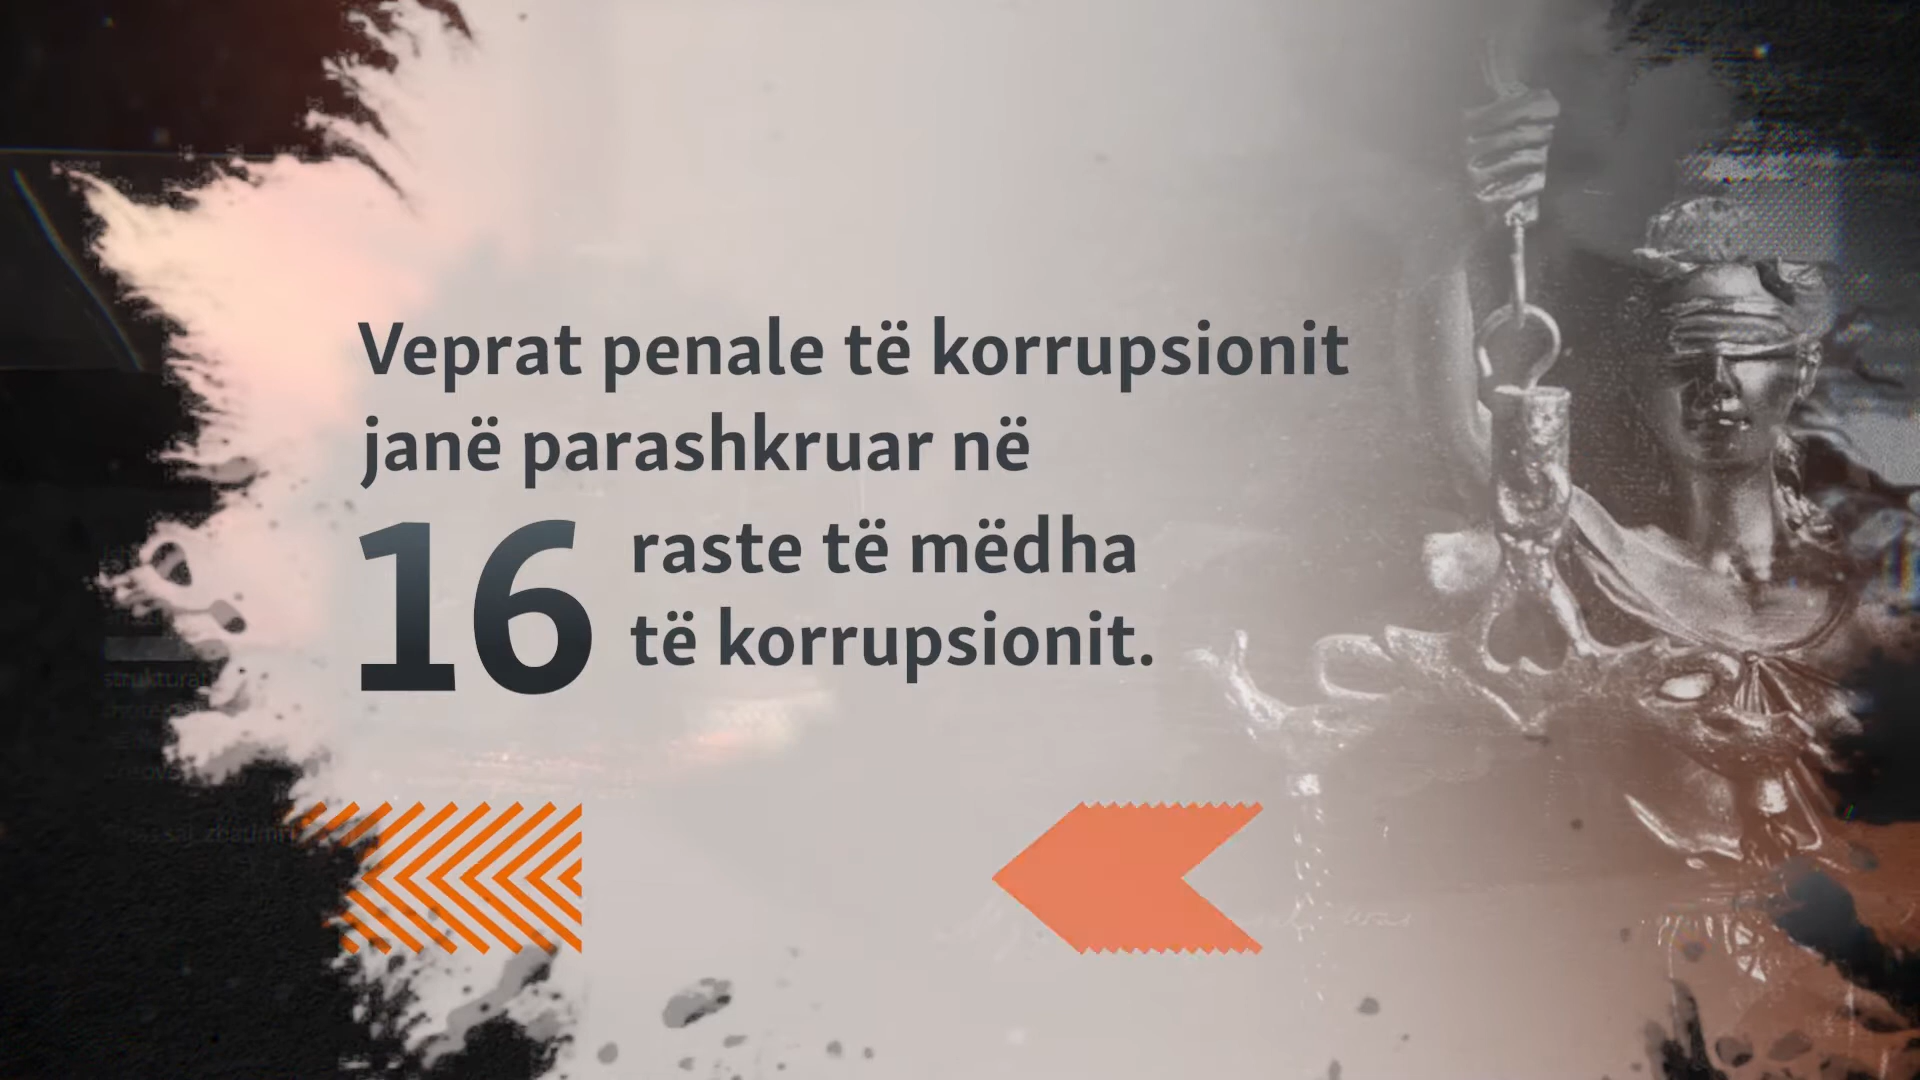 Veprat penale të korrupsionit
janë parashkruar në
16 raste të mëdha
të korrupsionit.